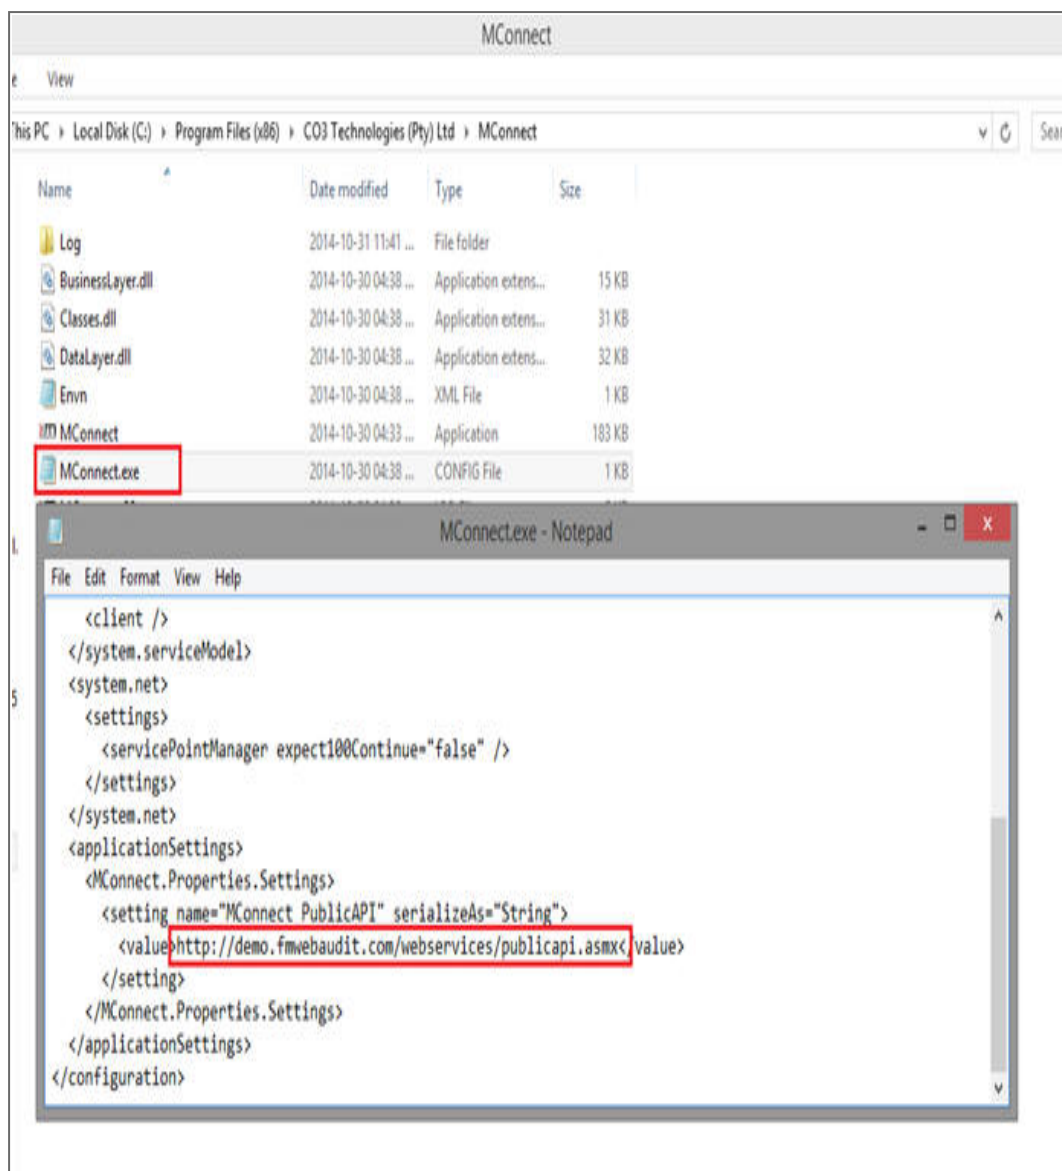 MConnect
View
This PC › Local Disk (C:) › Program Files (x86) › CO3 Technologies (Pty) Ltd › MConnect
Name Date modified Type Size
Log 2014-10-31 11:41 ... File folder
BusinessLayer.dll 2014-10-30 04:38 ... Application extens... 15 KB
Classes.dll 2014-10-30 04:38 ... Application extens... 31 KB
DataLayer.dll 2014-10-30 04:38 ... Application extens... 32 KB
Envn 2014-10-30 04:38 ... XML File 1 KB
MConnect 2014-10-30 04:33 ... Application 183 KB
MConnect.exe 2014-10-30 04:38 ... CONFIG File 1 KB
MConnect.exe - Notepad
File Edit Format View Help
<client />
</system.serviceModel>
<system.net>
<settings>
<servicePointManager expect100Continue="false" />
</settings>
</system.net>
<applicationSettings>
<MConnect.Properties.Settings>
<setting name="MConnect PublicAPI" serializeAs="String">
<value>http://demo.fmwebaudit.com/webservices/publicapi.asmx</value>
</setting>
</MConnect.Properties.Settings>
</applicationSettings>
</configuration>